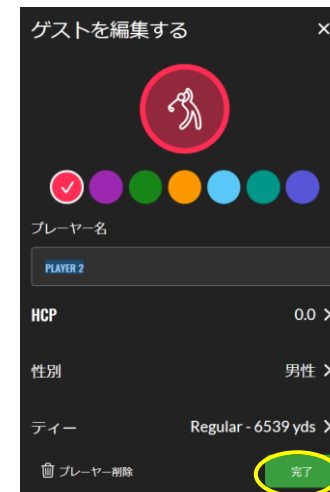 ゲストを編集する ×
プレーヤー名
PLAYER 2
HCP 0.0 >
性別 男性 >
ティー Regular - 6539 yds >
プレーヤー削除 完了